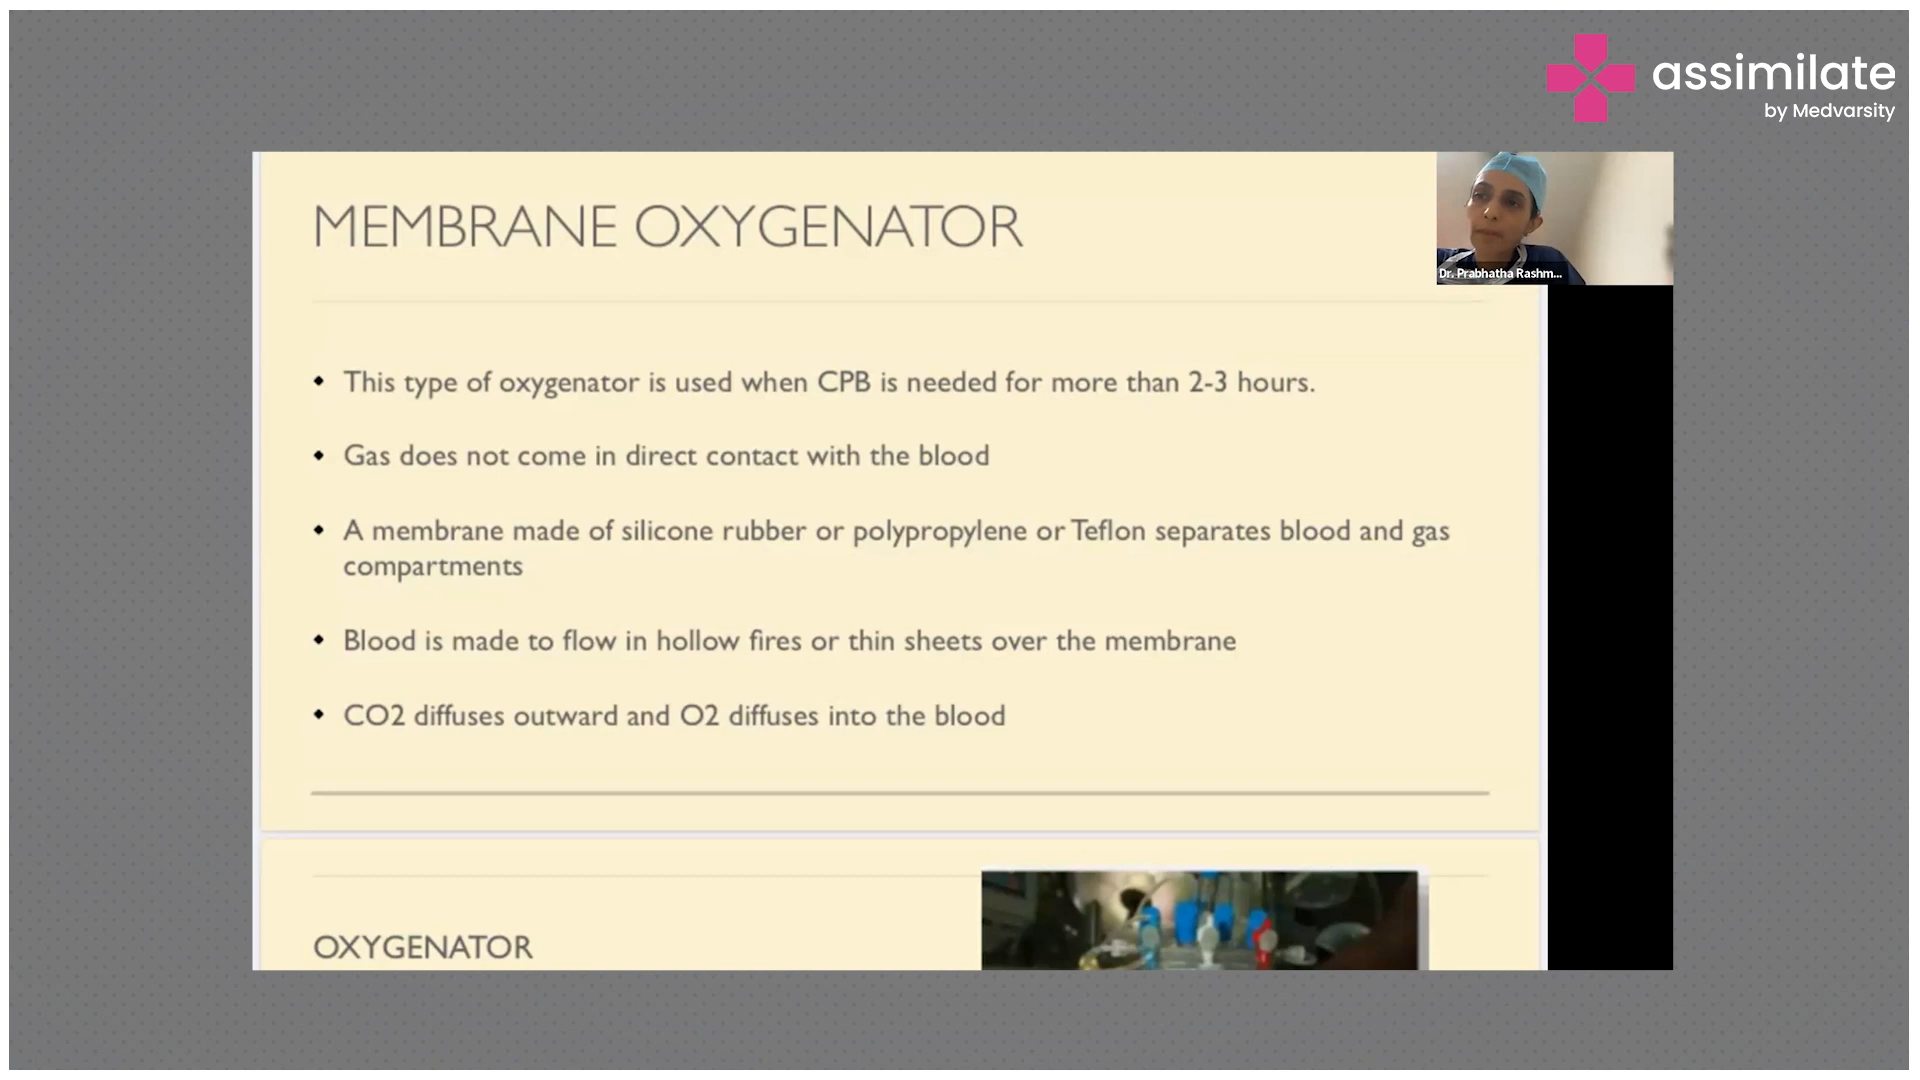 assimilate
by Medvarsity
MEMBRANE OXYGENATOR
Dr. Prabhatha Rashm...
This type of oxygenator is used when CPB is needed for more than 2-3 hours.
Gas does not come in direct contact with the blood
A membrane made of silicone rubber or polypropylene or Teflon separates blood and gas
compartments
Blood is made to flow in hollow fires or thin sheets over the membrane
CO2 diffuses outward and O2 diffuses into the blood
OXYGENATOR